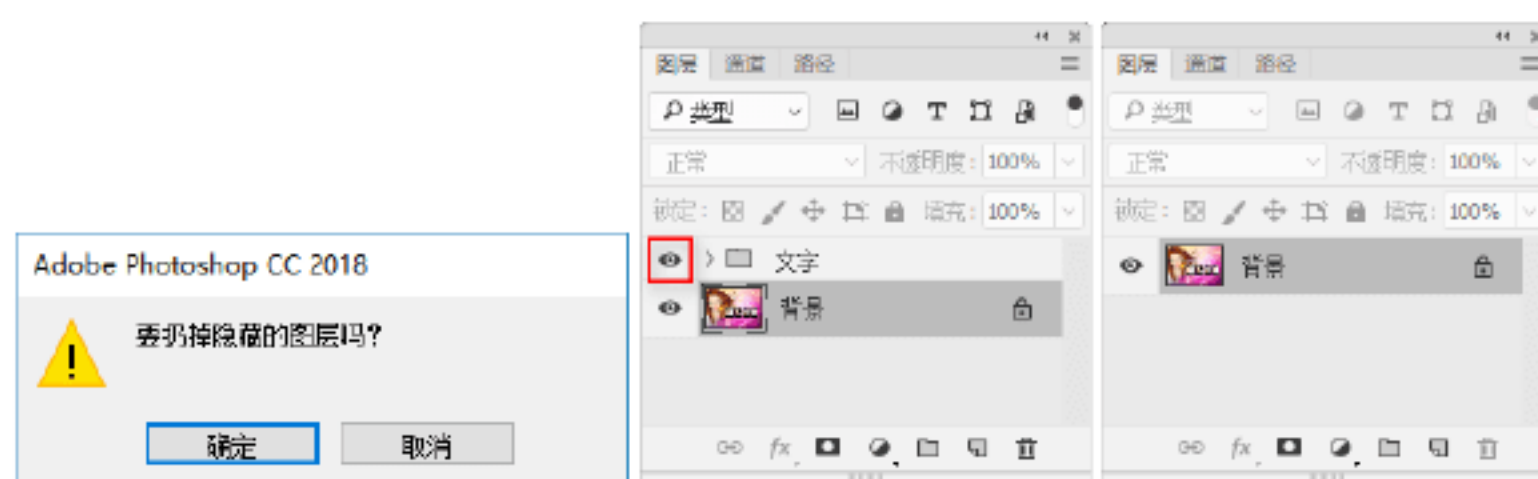 Adobe Photoshop CC 2018
要扔掉隐藏的图层吗?
确定
取消
图层 通道 路径
类型
正常 不透明度: 100%
锁定: 填充: 100%
文字
背景
fx
图层 通道 路径
类型
正常 不透明度: 100%
锁定: 填充: 100%
背景
fx